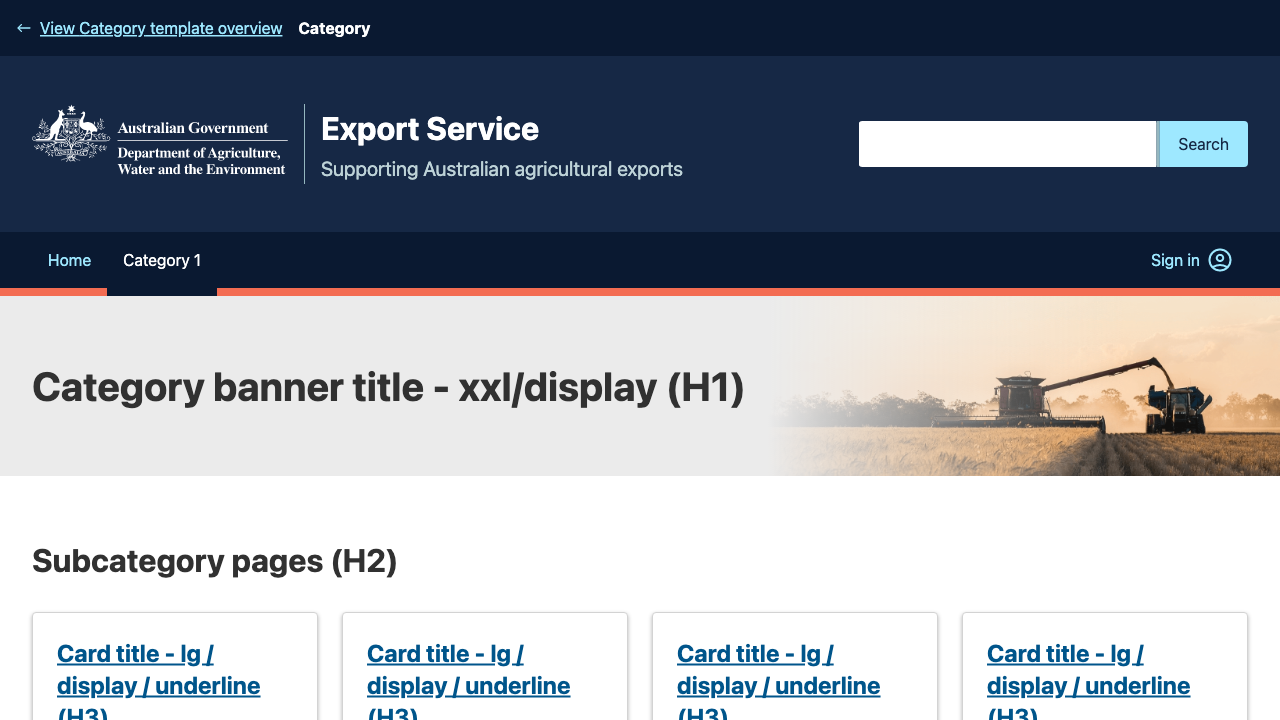 ← View Category template overview Category
Australian Government
Department of Agriculture,
Water and the Environment
Export Service
Supporting Australian agricultural exports
Search
Home Category 1 Sign in
Category banner title - xxl/display (H1)
Subcategory pages (H2)
Card title - lg / display / underline (H3)
Card title - lg / display / underline (H3)
Card title - lg / display / underline (H3)
Card title - lg / display / underline (H3)